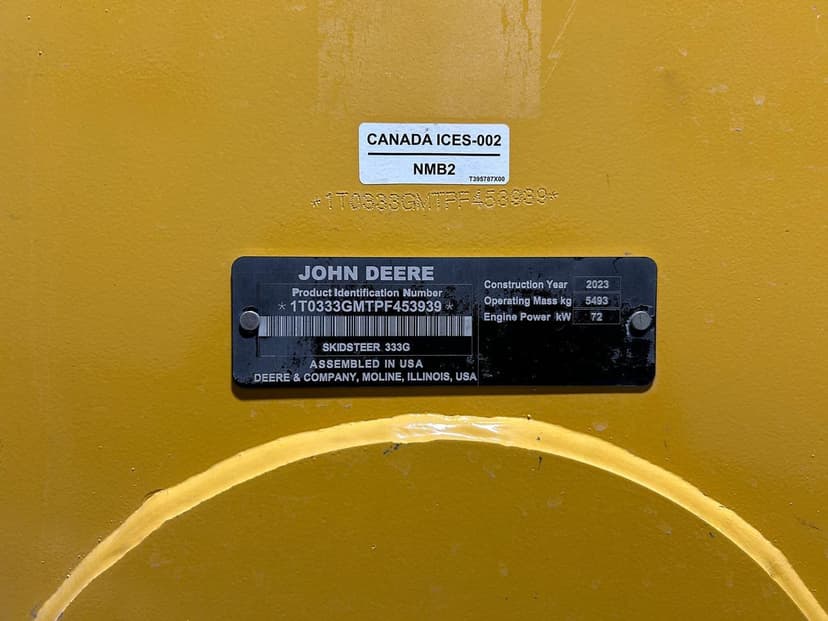 CANADA ICES-002
NMB2
T395787X00
*1T0333GMTPF453939*
JOHN DEERE
Product Identification Number
*1T0333GMTPF453939*
SKIDSTEER 333G
ASSEMBLED IN USA
DEERE & COMPANY, MOLINE, ILLINOIS, USA
Construction Year 2023
Operating Mass kg 5493
Engine Power kW 72